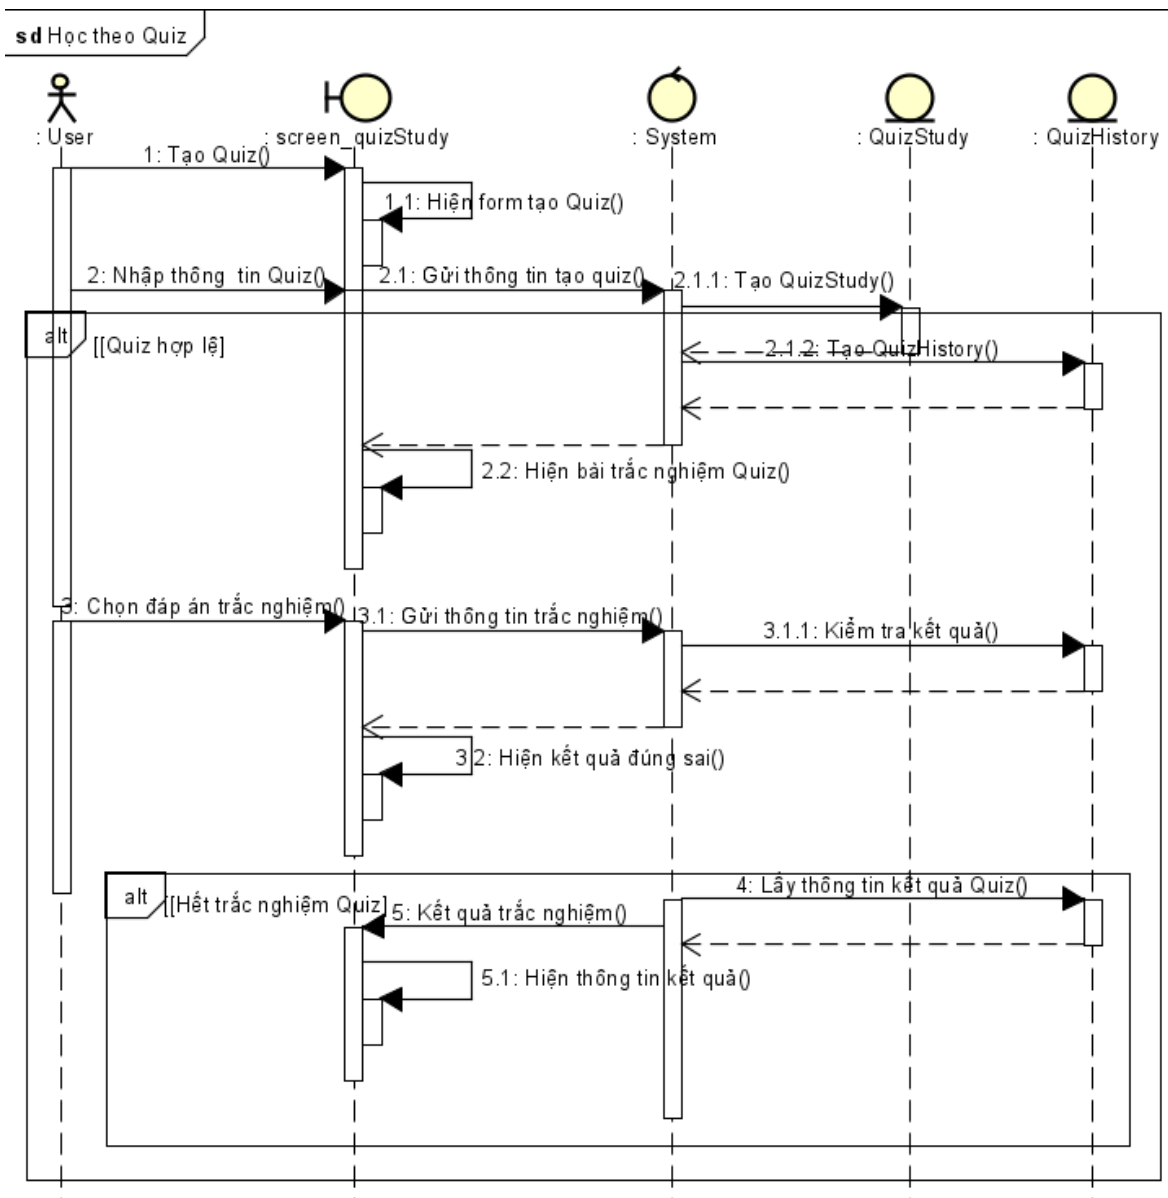 sd Học theo Quiz
: User
: screen_quizStudy
: System
: QuizStudy
: QuizHistory
1: Tạo Quiz()
1.1: Hiện form tạo Quiz()
2: Nhập thông tin Quiz()
2.1: Gửi thông tin tạo quiz()
2.1.1: Tạo QuizStudy()
alt
[[Quiz hợp lệ]
2.1.2: Tạo QuizHistory()
2.2: Hiện bài trắc nghiệm Quiz()
3: Chọn đáp án trắc nghiệm()
3.1: Gửi thông tin trắc nghiệm()
3.1.1: Kiểm tra kết quả()
3.2: Hiện kết quả đúng sai()
alt
[[Hết trắc nghiệm Quiz]
4: Lấy thông tin kết quả Quiz()
5: Kết quả trắc nghiệm()
5.1: Hiện thông tin kết quả()